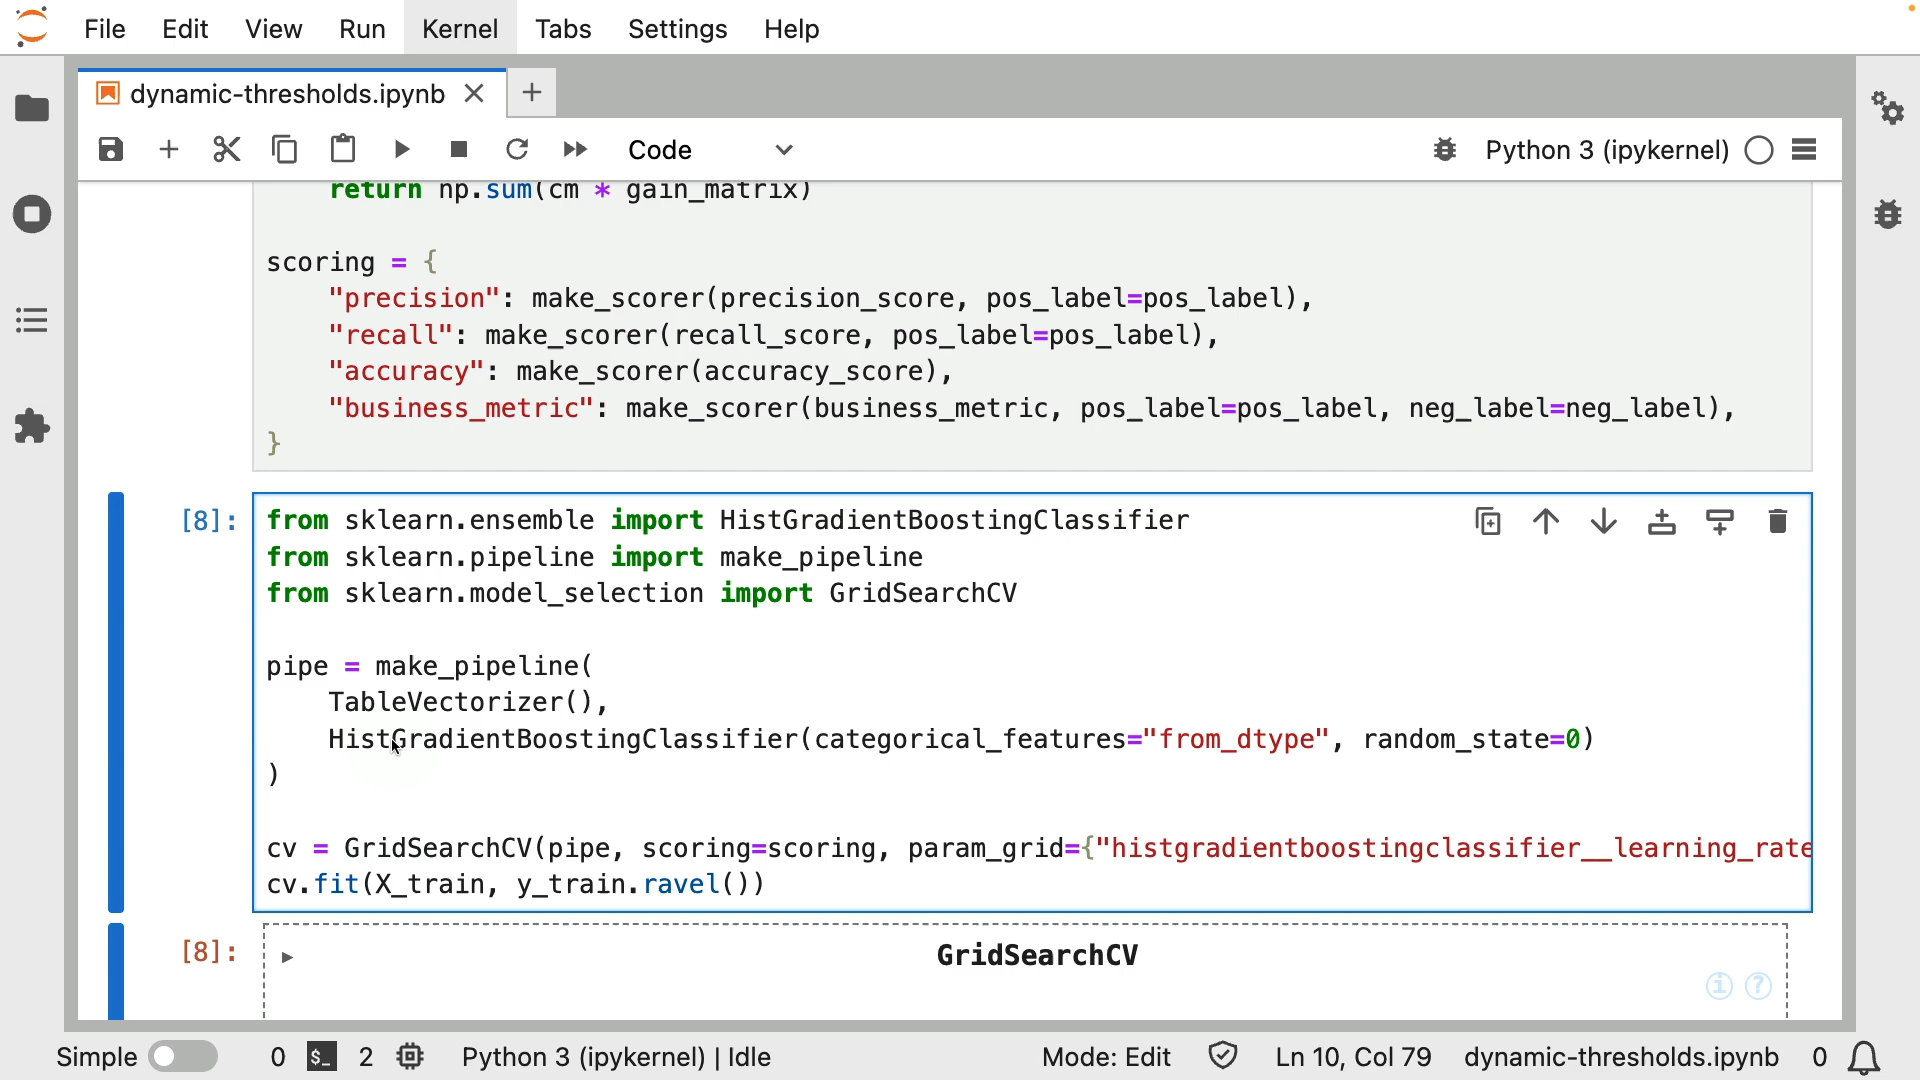 File Edit View Run Kernel Tabs Settings Help
dynamic-thresholds.ipynb
Code
Python 3 (ipykernel)
return np.sum(cm * gain_matrix)
scoring = {
"precision": make_scorer(precision_score, pos_label=pos_label),
"recall": make_scorer(recall_score, pos_label=pos_label),
"accuracy": make_scorer(accuracy_score),
"business_metric": make_scorer(business_metric, pos_label=pos_label, neg_label=neg_label),
}
[8]: from sklearn.ensemble import HistGradientBoostingClassifier
from sklearn.pipeline import make_pipeline
from sklearn.model_selection import GridSearchCV
pipe = make_pipeline(
TableVectorizer(),
HistGradientBoostingClassifier(categorical_features="from_dtype", random_state=0)
)
cv = GridSearchCV(pipe, scoring=scoring, param_grid={"histgradientboostingclassifier__learning_rate
cv.fit(X_train, y_train.ravel())
[8]: GridSearchCV
i ?
Simple 0 $_ 2 Python 3 (ipykernel) | Idle Mode: Edit Ln 10, Col 79 dynamic-thresholds.ipynb 0